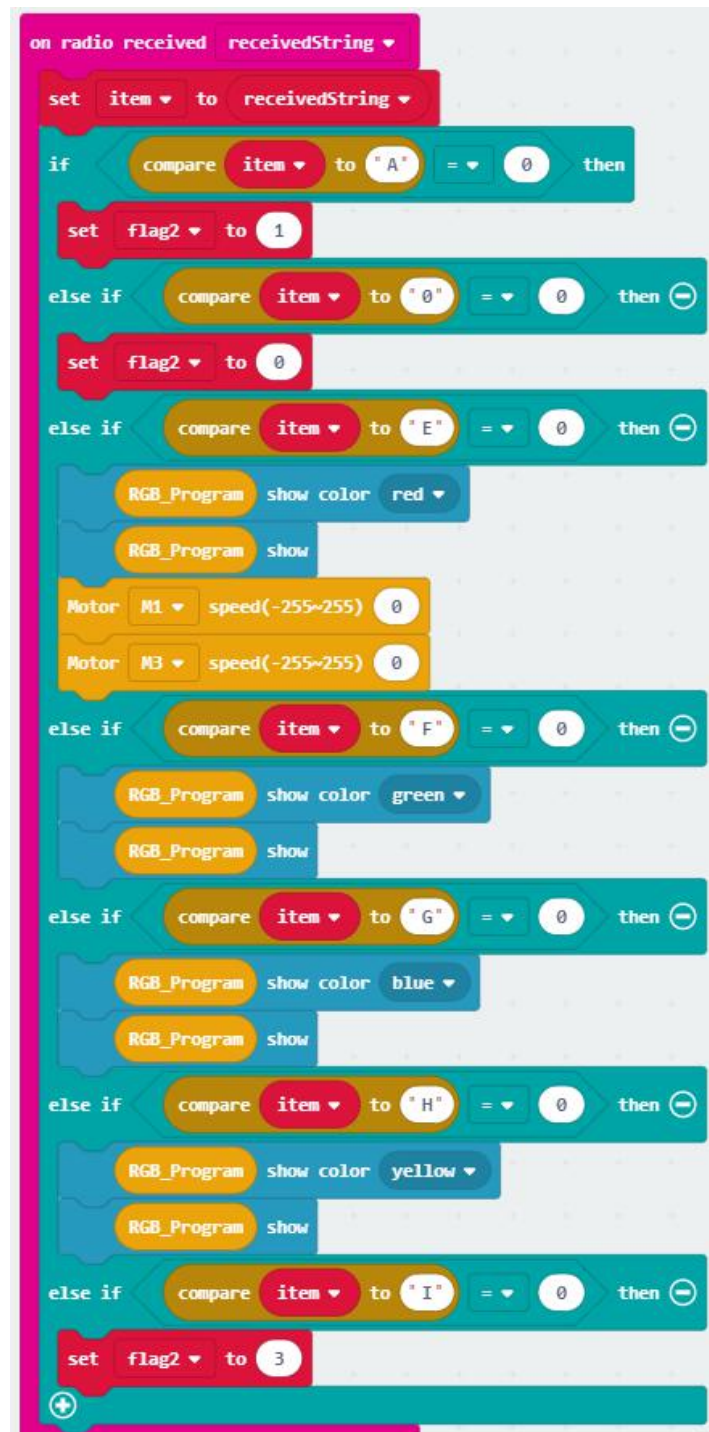 on radio received receivedString
set item to receivedString
if compare item to "A" = 0 then
set flag2 to 1
else if compare item to "0" = 0 then
set flag2 to 0
else if compare item to "E" = 0 then
RGB_Program show color red
RGB_Program show
Motor M1 speed(-255~255) 0
Motor M3 speed(-255~255) 0
else if compare item to "F" = 0 then
RGB_Program show color green
RGB_Program show
else if compare item to "G" = 0 then
RGB_Program show color blue
RGB_Program show
else if compare item to "H" = 0 then
RGB_Program show color yellow
RGB_Program show
else if compare item to "I" = 0 then
set flag2 to 3